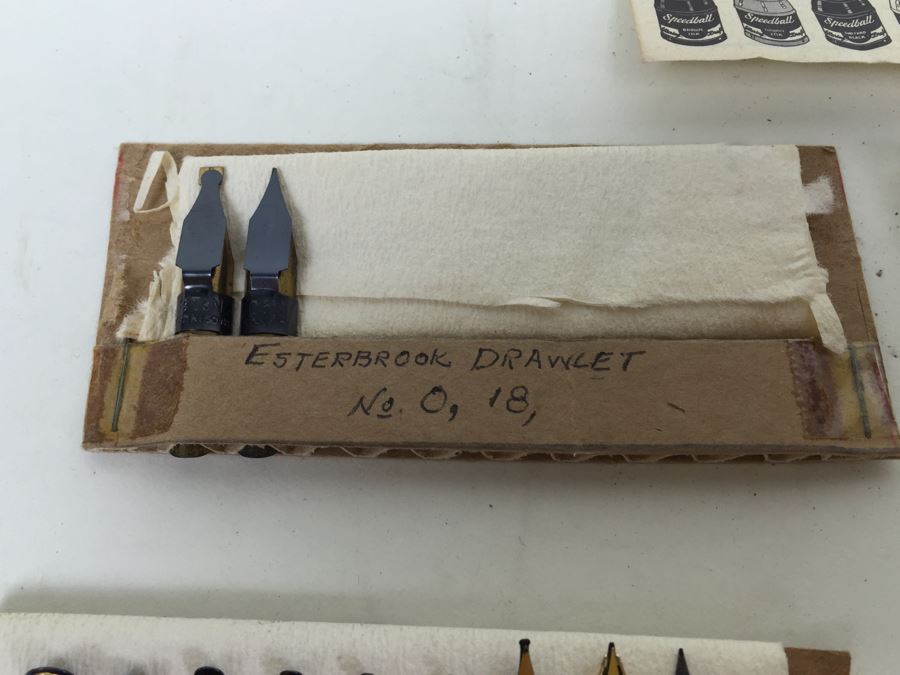 Speedball Speedball Speedball
ESTERBROOK DRAWLET
No. 0, 18,